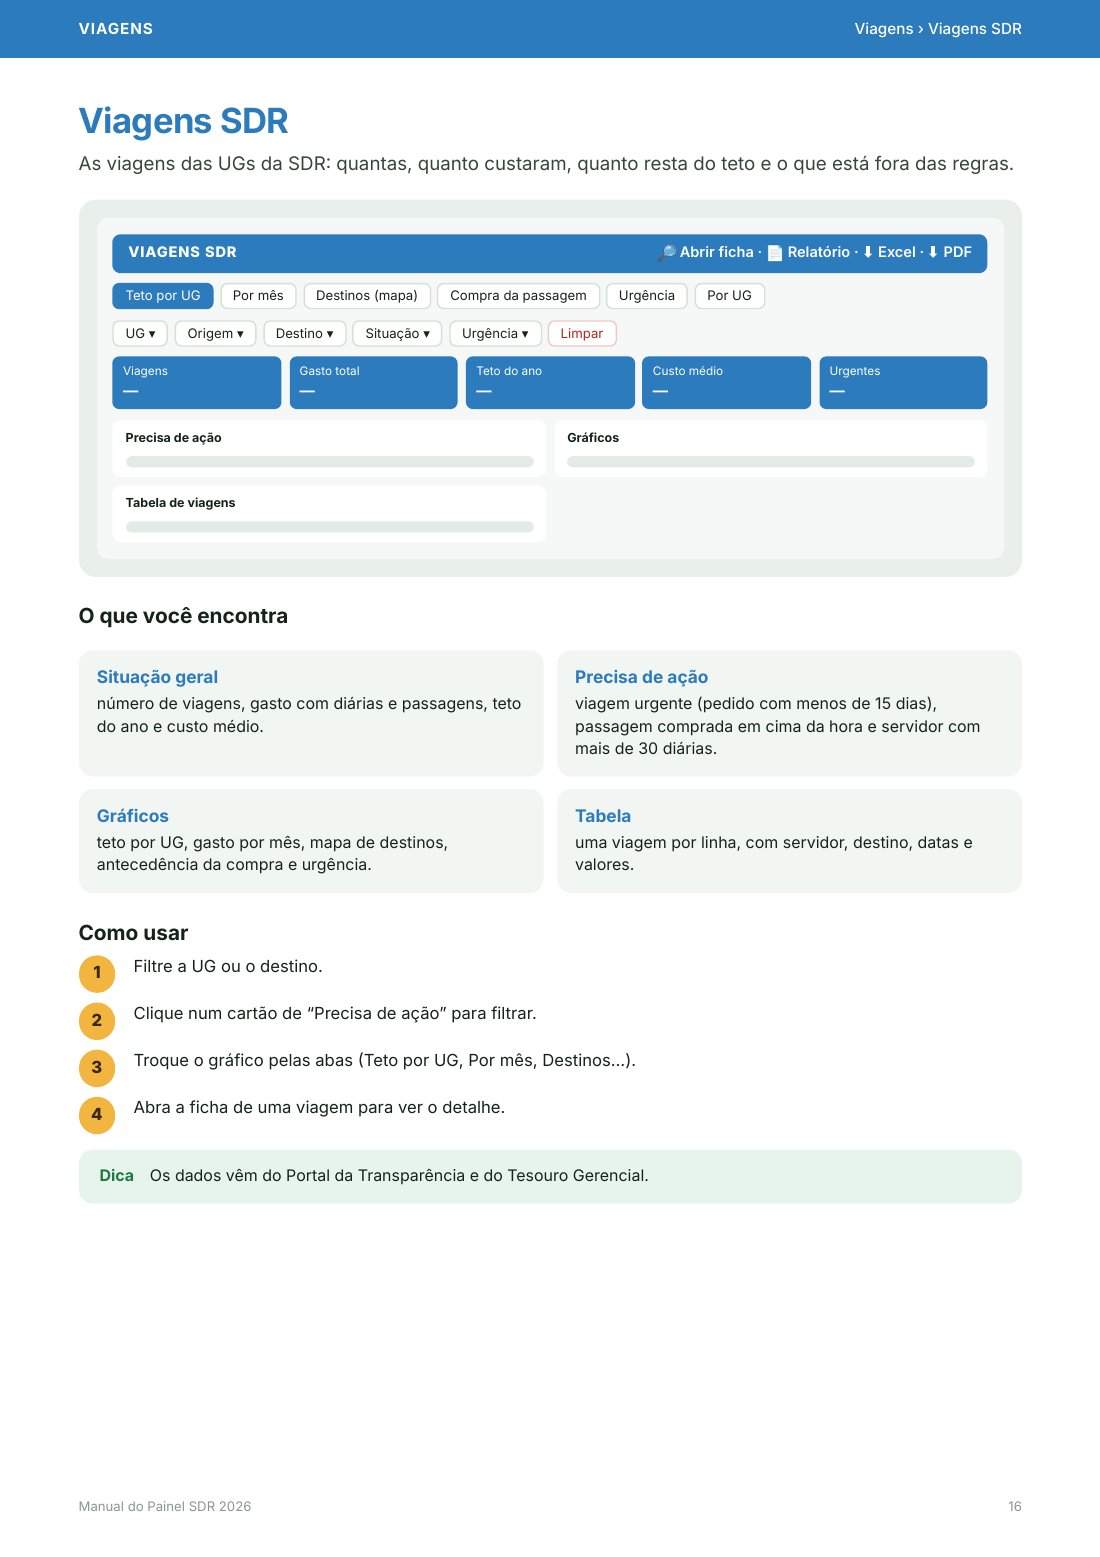 VIAGENS
Viagens › Viagens SDR
Viagens SDR
As viagens das UGs da SDR: quantas, quanto custaram, quanto resta do teto e o que está fora das regras.
VIAGENS SDR
🔎 Abrir ficha · 📄 Relatório · ⬇ Excel · ⬇ PDF
Teto por UG
Por mês
Destinos (mapa)
Compra da passagem
Urgência
Por UG
UG ▾
Origem ▾
Destino ▾
Situação ▾
Urgência ▾
Limpar
Viagens
—
Gasto total
—
Teto do ano
—
Custo médio
—
Urgentes
—
Precisa de ação
Gráficos
Tabela de viagens
O que você encontra
Situação geral
número de viagens, gasto com diárias e passagens, teto
do ano e custo médio.
Precisa de ação
viagem urgente (pedido com menos de 15 dias),
passagem comprada em cima da hora e servidor com
mais de 30 diárias.
Gráficos
teto por UG, gasto por mês, mapa de destinos,
antecedência da compra e urgência.
Tabela
uma viagem por linha, com servidor, destino, datas e
valores.
Como usar
1 Filtre a UG ou o destino.
2 Clique num cartão de “Precisa de ação” para filtrar.
3 Troque o gráfico pelas abas (Teto por UG, Por mês, Destinos…).
4 Abra a ficha de uma viagem para ver o detalhe.
Dica Os dados vêm do Portal da Transparência e do Tesouro Gerencial.
Manual do Painel SDR 2026
16